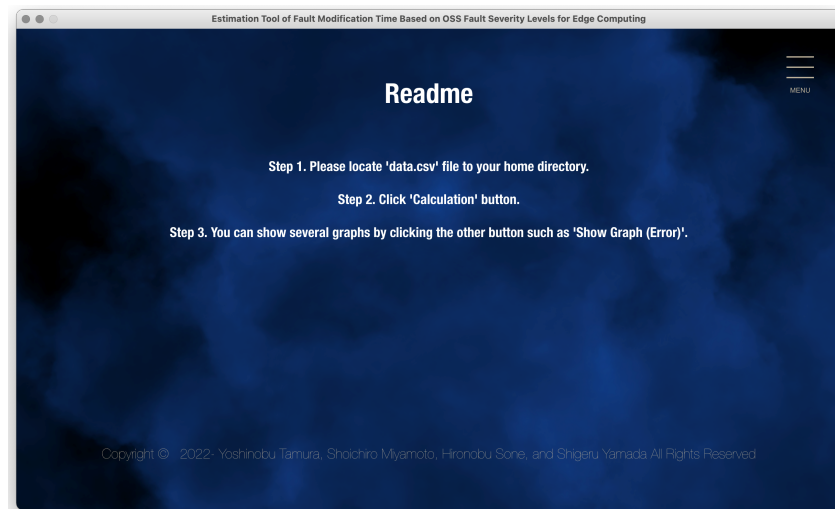 Estimation Tool of Fault Modification Time Based on OSS Fault Severity Levels for Edge Computing
MENU
Readme
Step 1. Please locate 'data.csv' file to your home directory.
Step 2. Click 'Calculation' button.
Step 3. You can show several graphs by clicking the other button such as 'Show Graph (Error)'.
Copyright © 2022- Yoshinobu Tamura, Shoichiro Miyamoto, Hironobu Sone, and Shigeru Yamada All Rights Reserved